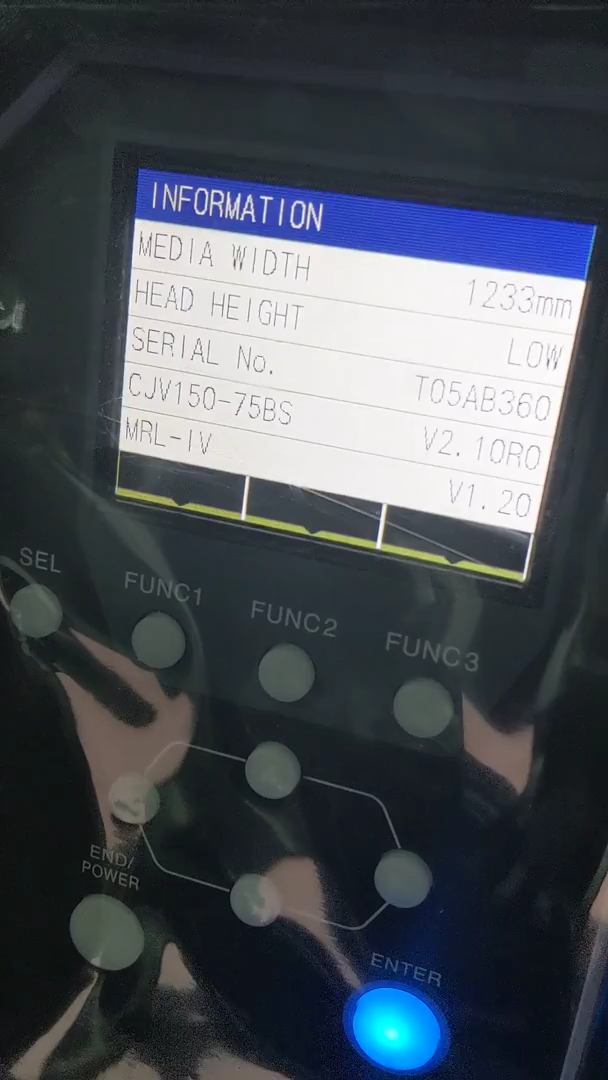 INFORMATION
MEDIA WIDTH 1233mm
HEAD HEIGHT LOW
SERIAL No. T05AB360
CJV150-75BS V2.10R0
MRL-IV V1.20
SEL
FUNC1
FUNC2
FUNC3
END/
POWER
ENTER